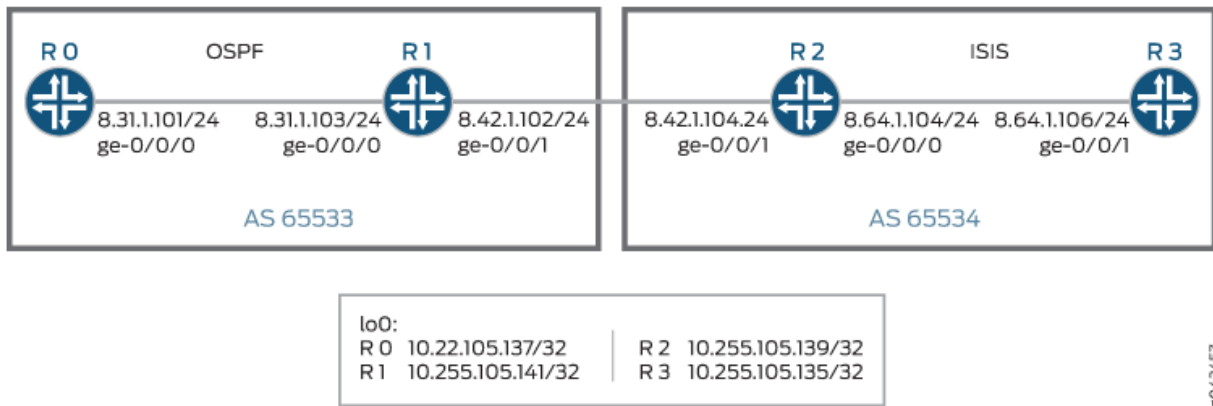 R 0 OSPF R 1 R 2 ISIS R 3
8.31.1.101/24 8.31.1.103/24 8.42.1.102/24 8.42.1.104.24 8.64.1.104/24 8.64.1.106/24
ge-0/0/0 ge-0/0/0 ge-0/0/1 ge-0/0/1 ge-0/0/0 ge-0/0/1
AS 65533 AS 65534
lo0:
R 0 10.22.105.137/32 R 2 10.255.105.139/32
R 1 10.255.105.141/32 R 3 10.255.105.135/32